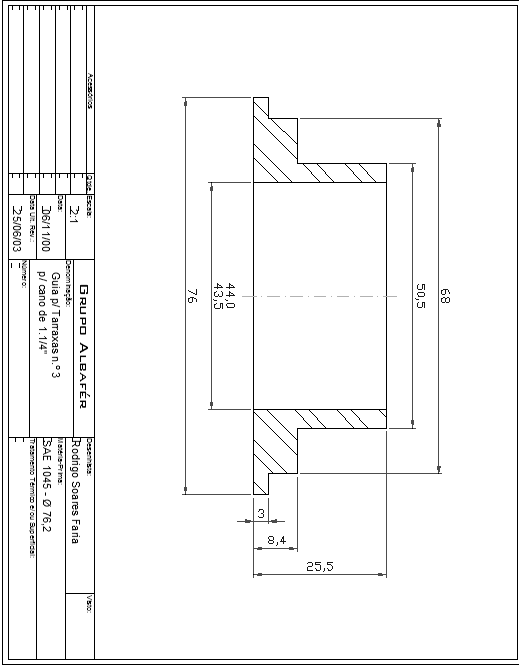 Acessórios
Qtde.
Escala:
2:1
Data:
06/11/00
Data Ult. Rev.:
25/06/03
GRUPO ALBAFÉR
Denominação:
Guia p/ Tarraxas n.º 3
p/ cano de 1.1/4"
Número:
Desenhista:
Rodrigo Soares Faria
Visto:
Matéria-Prima:
SAE 1045 - Ø 76,2
Tratamento Térmico e/ou Superficial:
68
50,5
44,0
43,5
76
3
8,4
25,5